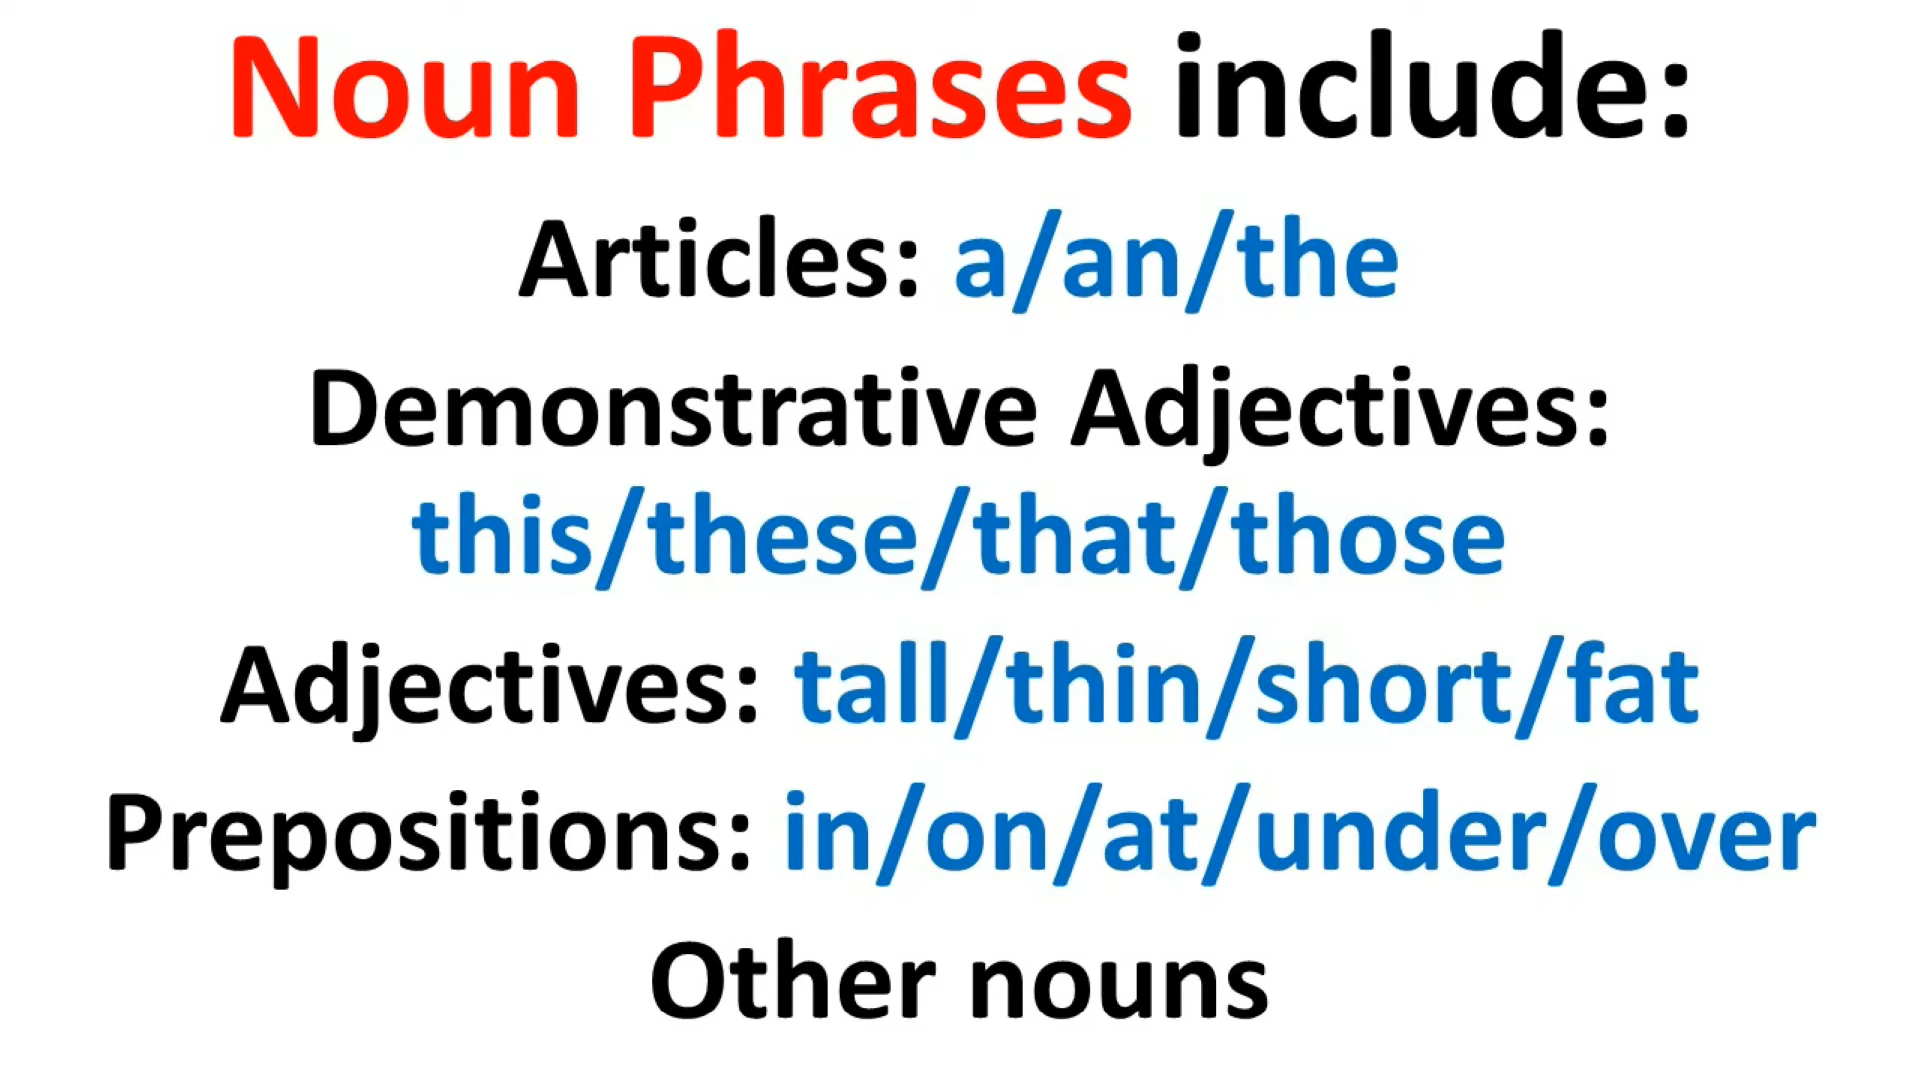 Noun Phrases include:
Articles: a/an/the
Demonstrative Adjectives:
this/these/that/those
Adjectives: tall/thin/short/fat
Prepositions: in/on/at/under/over
Other nouns